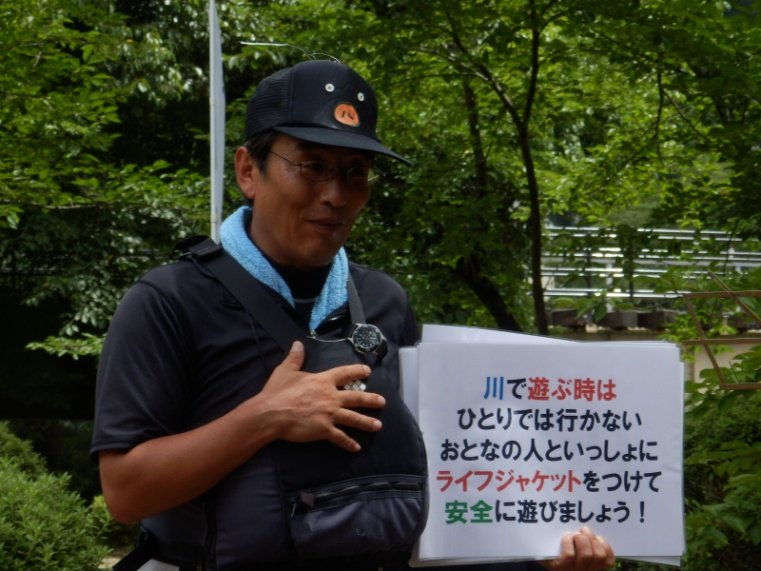 川で遊ぶ時は
ひとりでは行かない
おとなの人といっしょに
ライフジャケットをつけて
安全に遊びましょう！